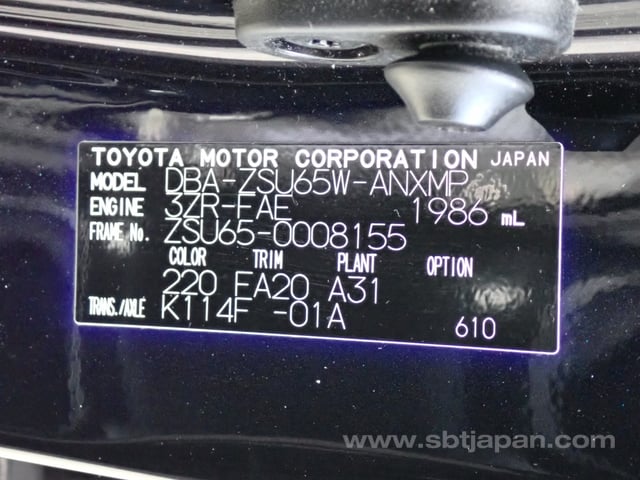 TOYOTA MOTOR CORPORATION JAPAN
MODEL DBA-ZSU65W-ANXMP
ENGINE 3ZR-FAE 1986 mL
FRAME No. ZSU65-0008155
COLOR TRIM PLANT OPTION
220 EA20 A31
TRANS./AXLE K114F -01A
610
www.sbtjapan.com